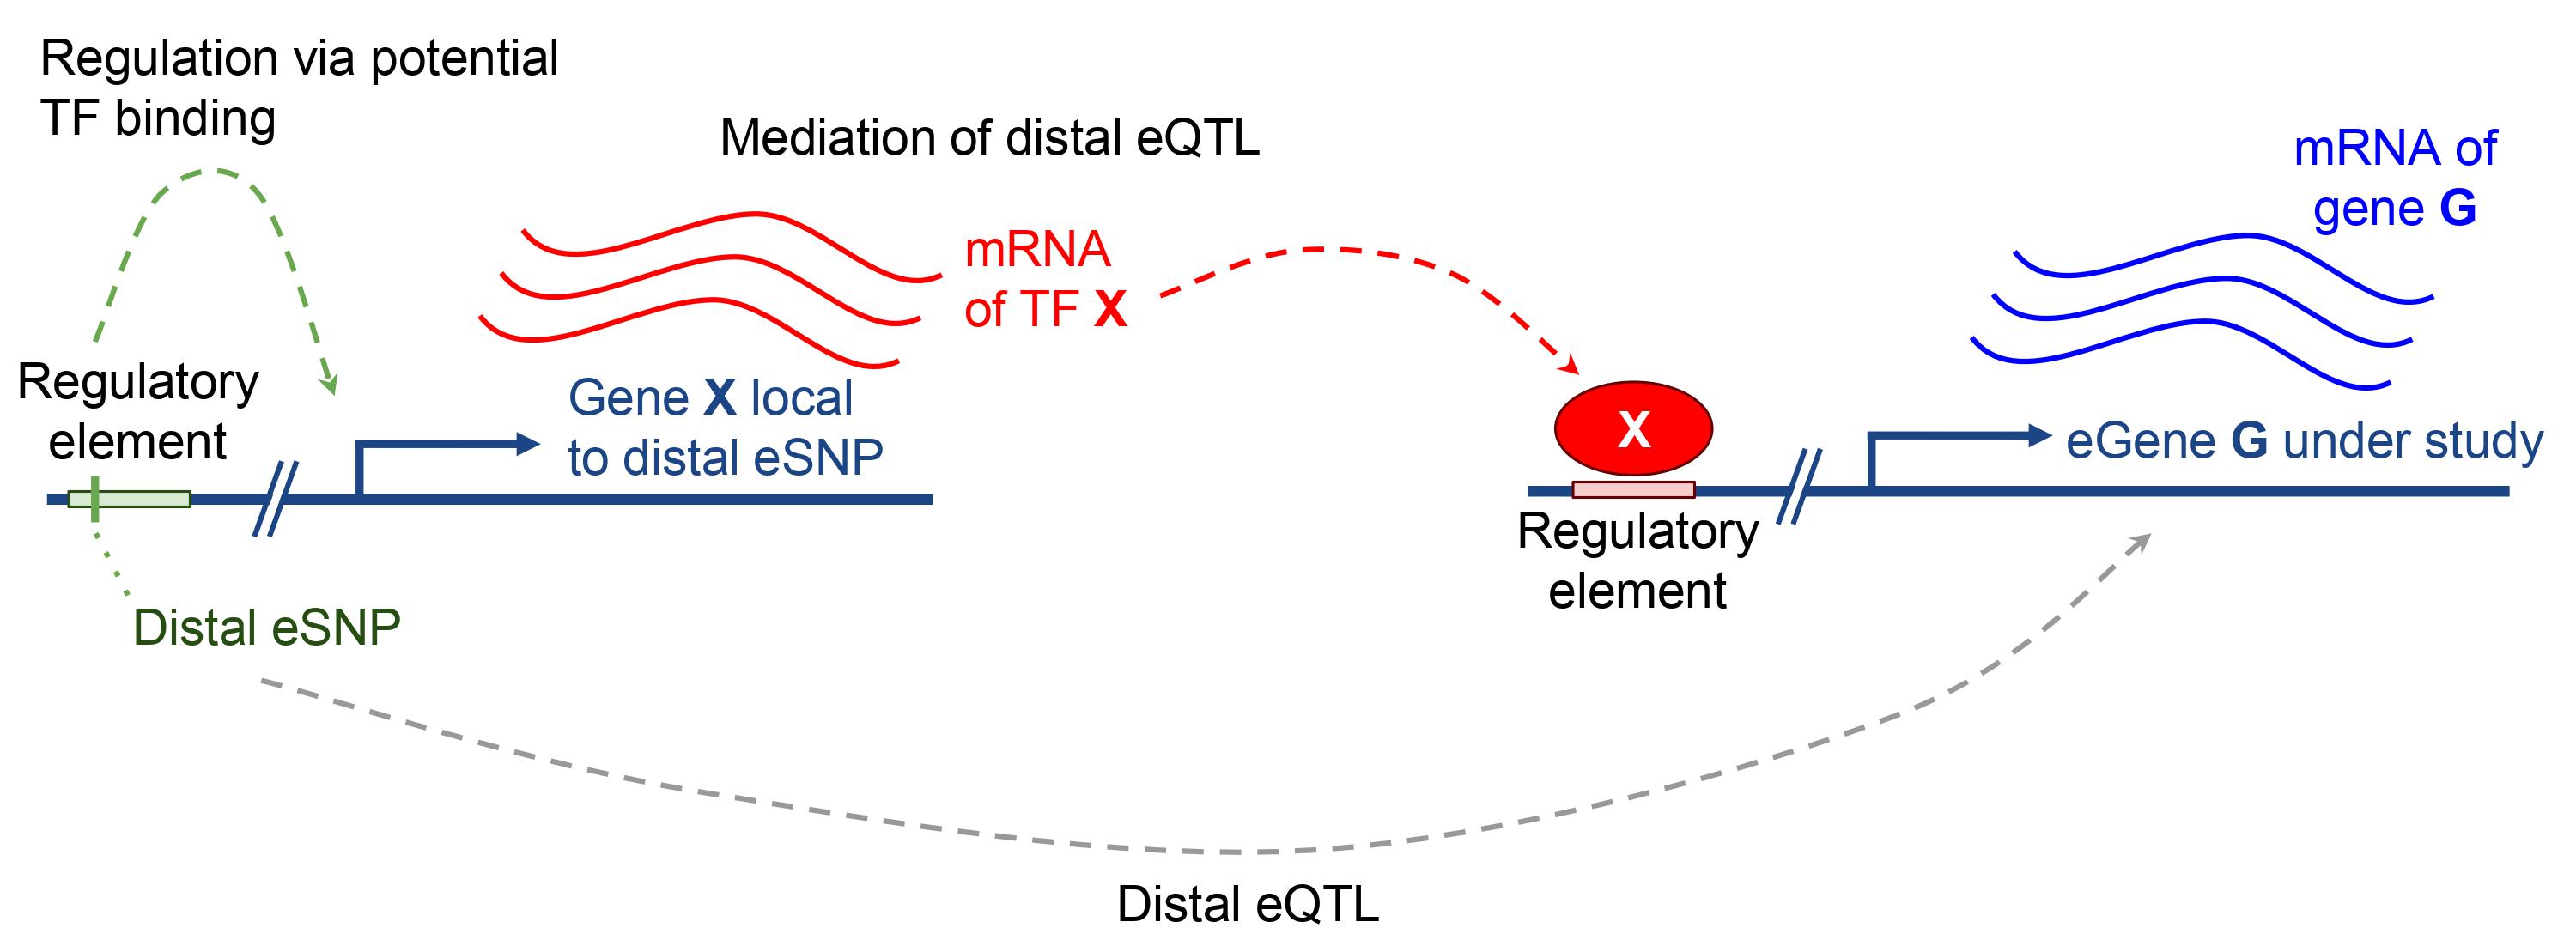 Regulation via potential
TF binding
Mediation of distal eQTL
mRNA of
gene G
mRNA
of TF X
Regulatory
element
Gene X local
to distal eSNP
X
eGene G under study
Regulatory
element
Distal eSNP
Distal eQTL